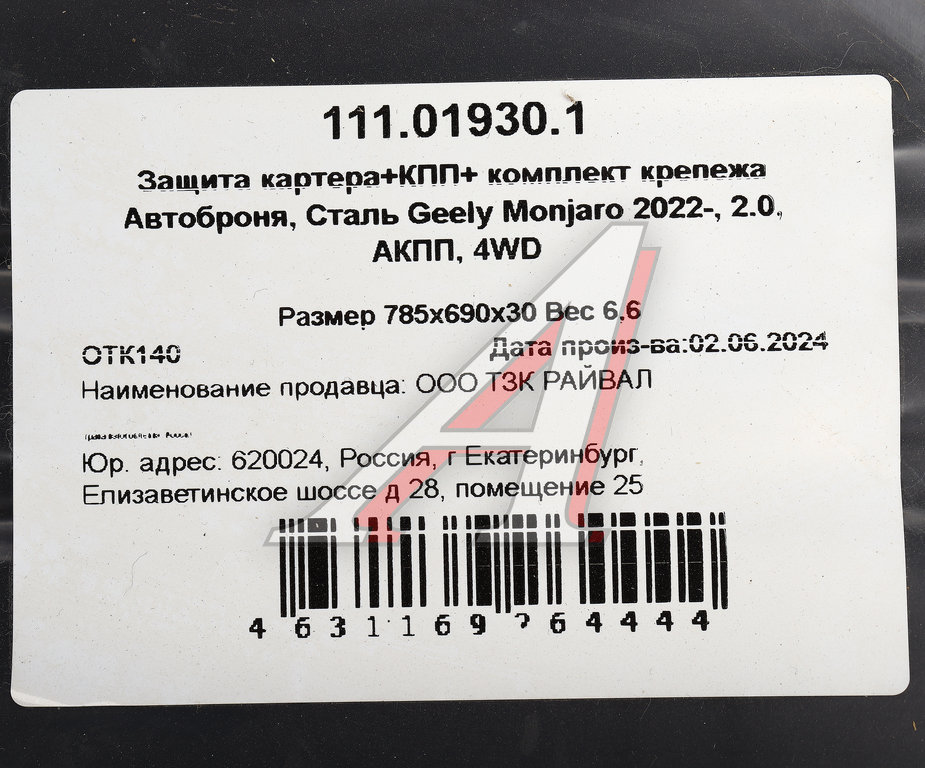 111.01930.1
Защита картера+КПП+ комплект крепежа
Автоброня, Сталь Geely Monjaro 2022-, 2.0,
АКПП, 4WD
Размер 785x690x30 Вес 6.6
ОТК140 Дата произ-ва:02.06.2024
Наименование продавца: ООО ТЗК РАЙВАЛ
Россия
Юр. адрес: 620024, Россия, г Екатеринбург,
Елизаветинское шоссе д 28, помещение 25
4 631169 764444